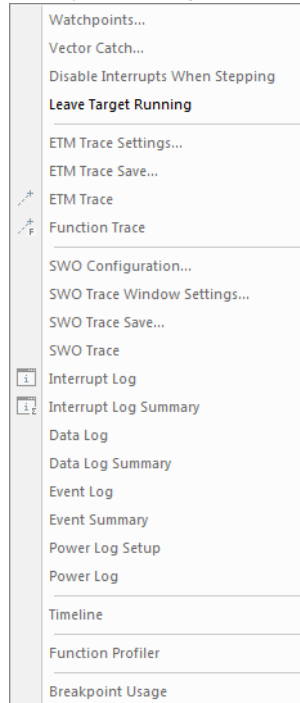 Watchpoints...
Vector Catch...
Disable Interrupts When Stepping
Leave Target Running
ETM Trace Settings...
ETM Trace Save...
ETM Trace
F Function Trace
SWO Configuration...
SWO Trace Window Settings...
SWO Trace Save...
SWO Trace
i Interrupt Log
i Σ Interrupt Log Summary
Data Log
Data Log Summary
Event Log
Event Summary
Power Log Setup
Power Log
Timeline
Function Profiler
Breakpoint Usage